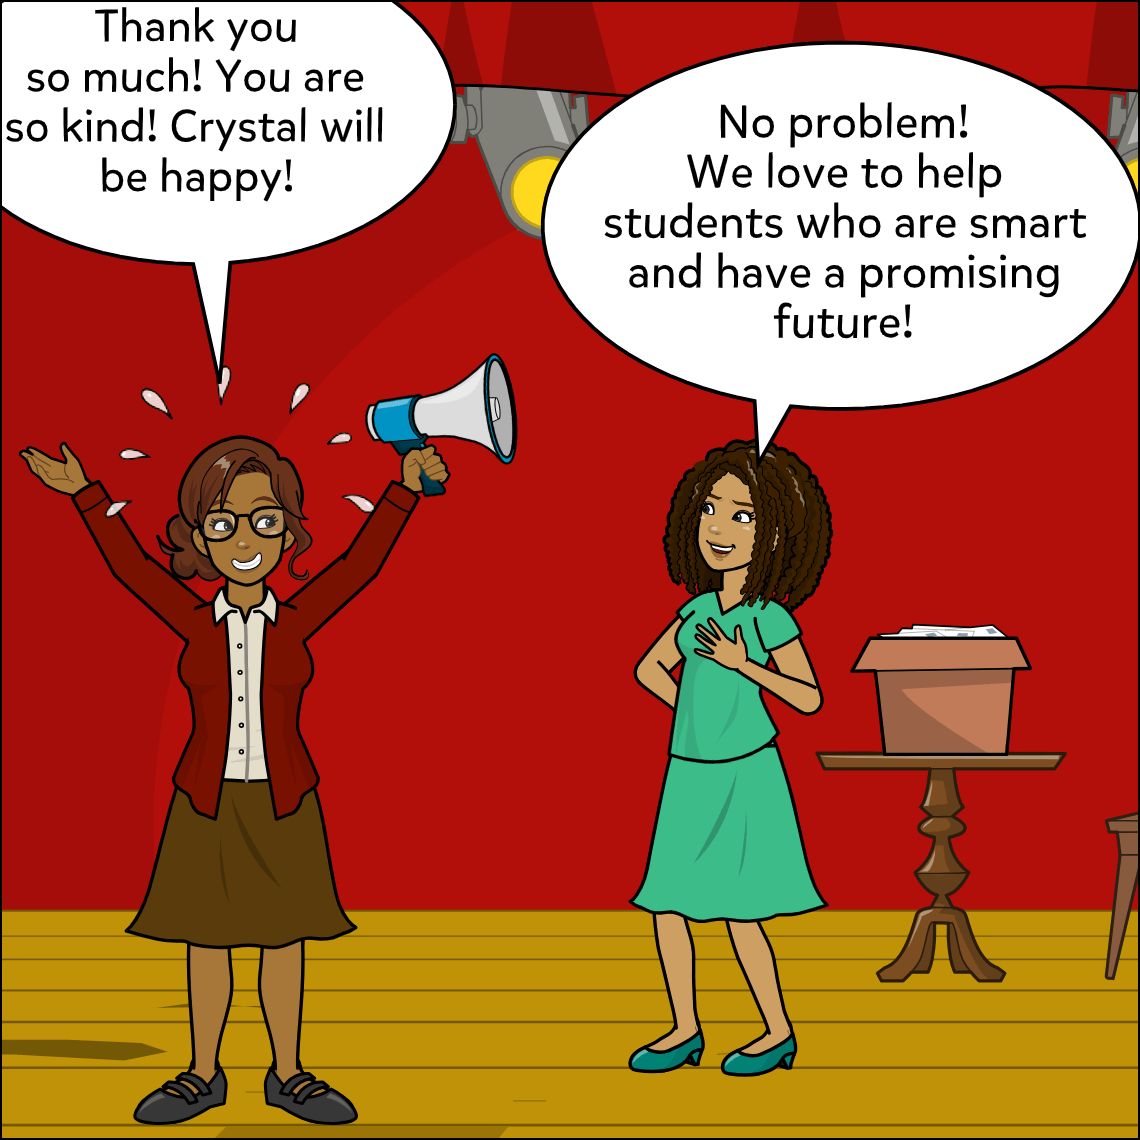 Thank you
so much! You are
so kind! Crystal will
be happy!
No problem!
We love to help
students who are smart
and have a promising
future!